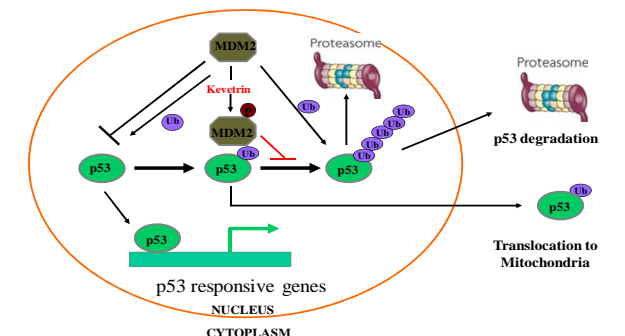 MDM2
Proteasome
Kevetrin
Ub
Ub
P
MDM2
Ub
p53
p53
p53
Ub
Ub
Ub
Ub
Ub
Proteasome
p53 degradation
p53
Ub
Translocation to
Mitochondria
p53
p53 responsive genes
NUCLEUS
CYTOPLASM